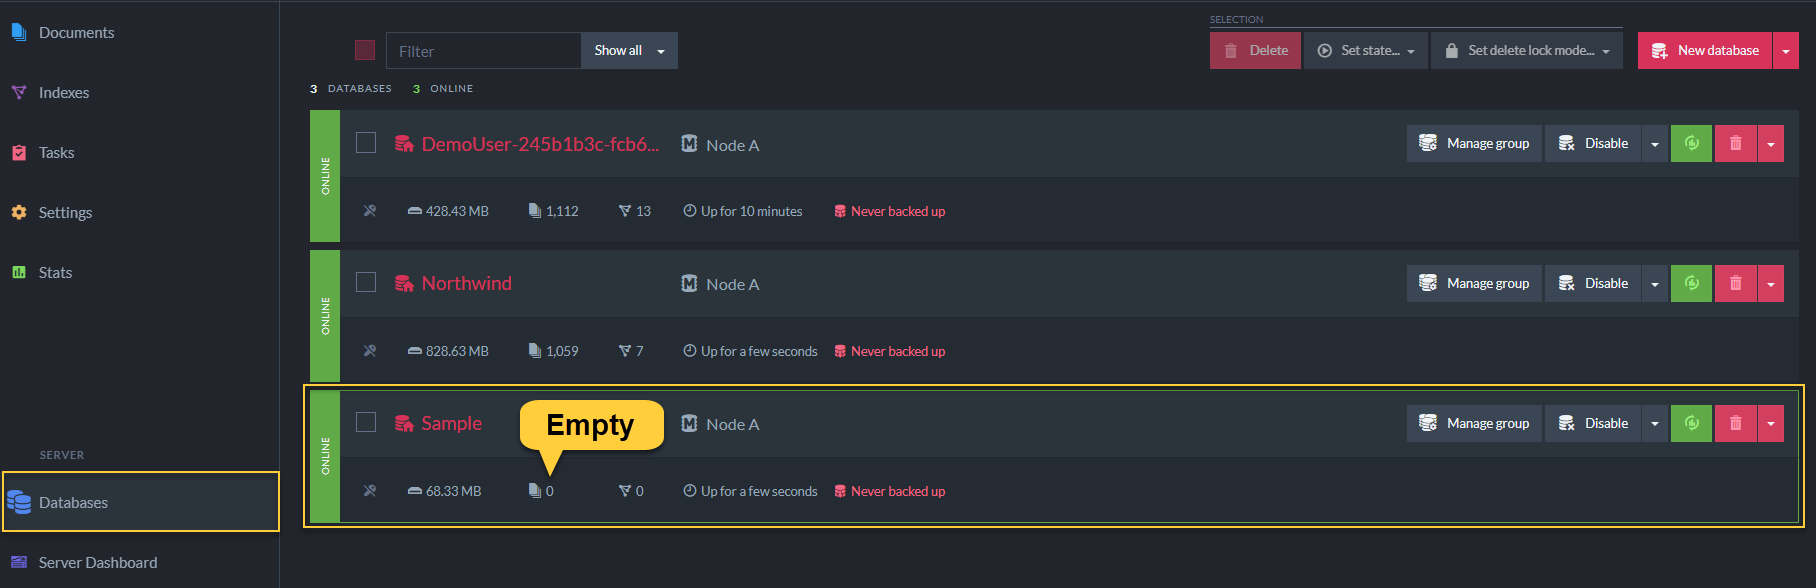 Documents
Indexes
Tasks
Settings
Stats
SERVER
Databases
Server Dashboard
Filter
Show all
SELECTION
Delete
Set state...
Set delete lock mode...
New database
3 DATABASES 3 ONLINE
ONLINE
DemoUser-245b1b3c-fcb6...
Node A
Manage group
Disable
428.43 MB
1,112
13
Up for 10 minutes
Never backed up
ONLINE
Northwind
Node A
Manage group
Disable
828.63 MB
1,059
7
Up for a few seconds
Never backed up
ONLINE
Sample
Empty
Node A
Manage group
Disable
68.33 MB
0
0
Up for a few seconds
Never backed up